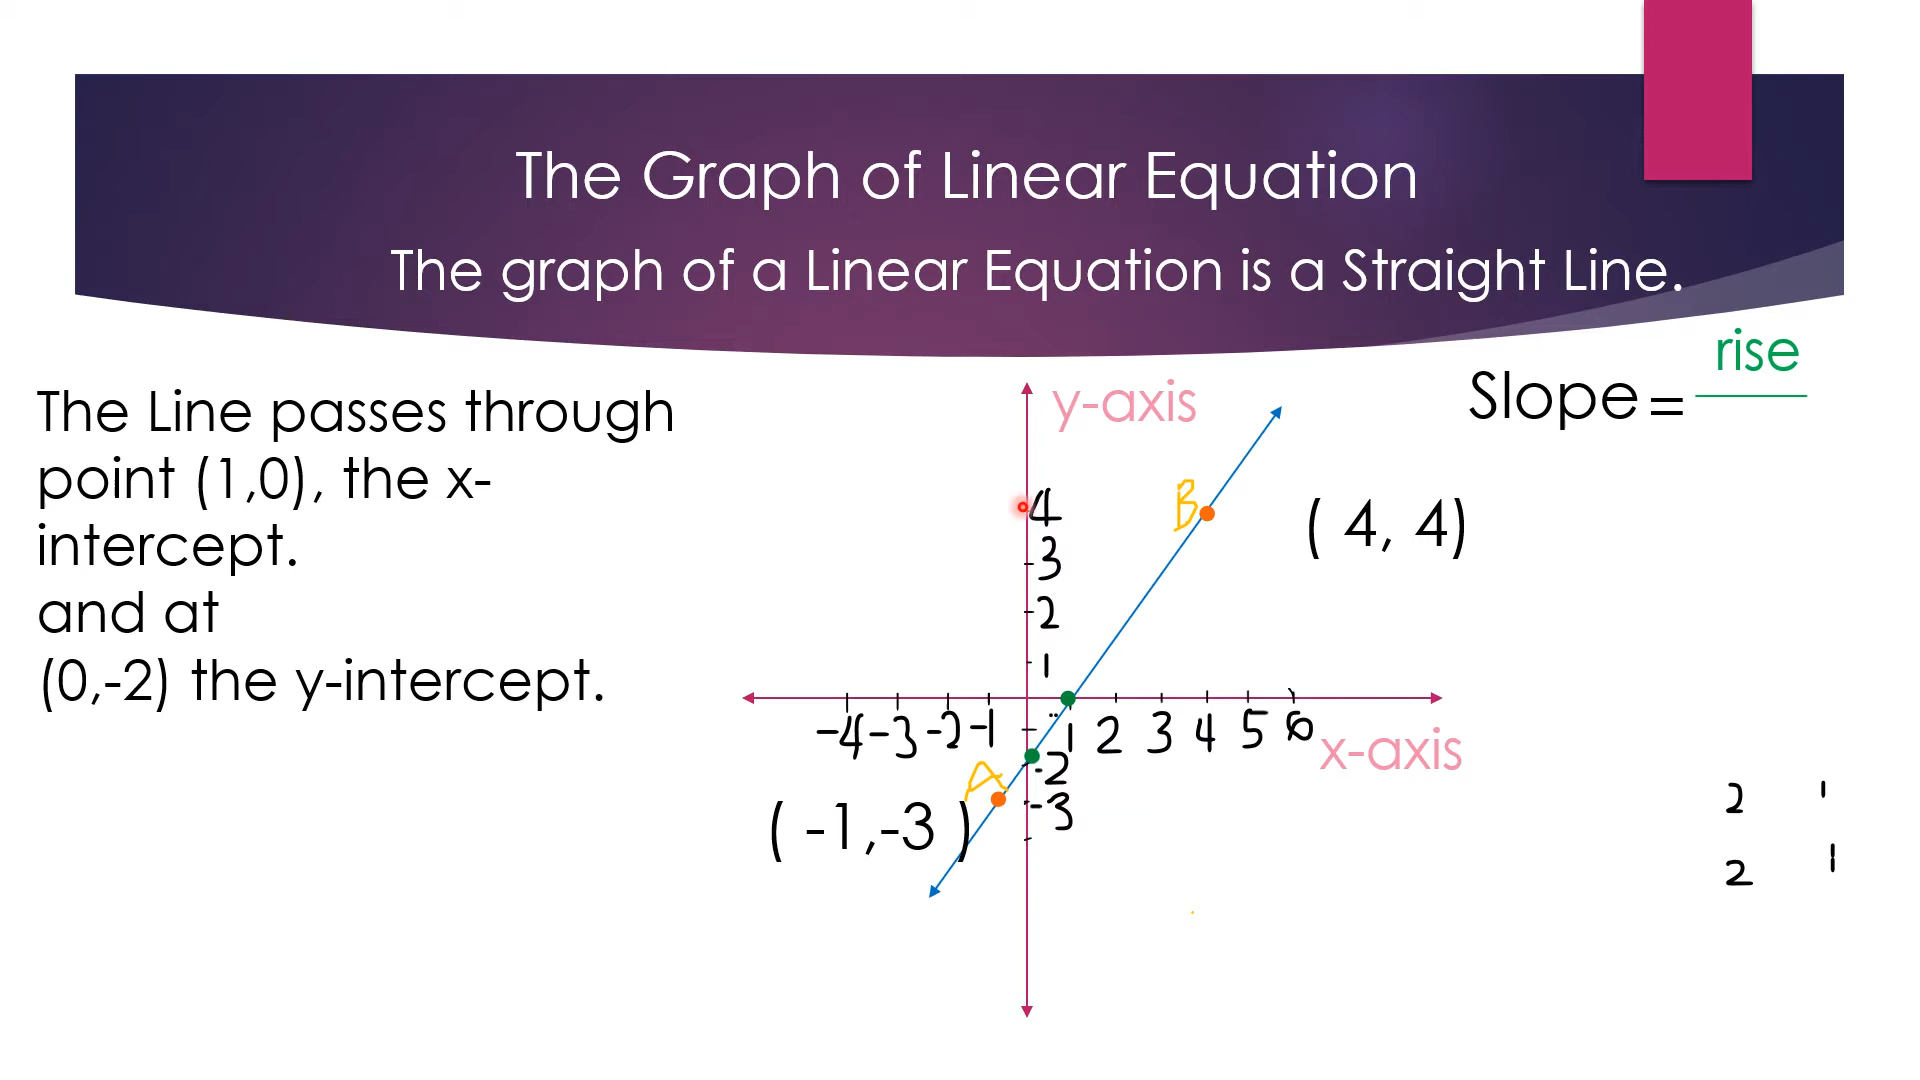 The Graph of Linear Equation
The graph of a Linear Equation is a Straight Line.
The Line passes through
point (1,0), the x-
intercept.
and at
(0,-2) the y-intercept.
y-axis
rise
Slope =
B
( 4, 4)
4
3
2
1
-4 -3 -2 -1 1 2 3 4 5 6
x-axis
-2
-3
A
( -1,-3 )
2 1
2 1